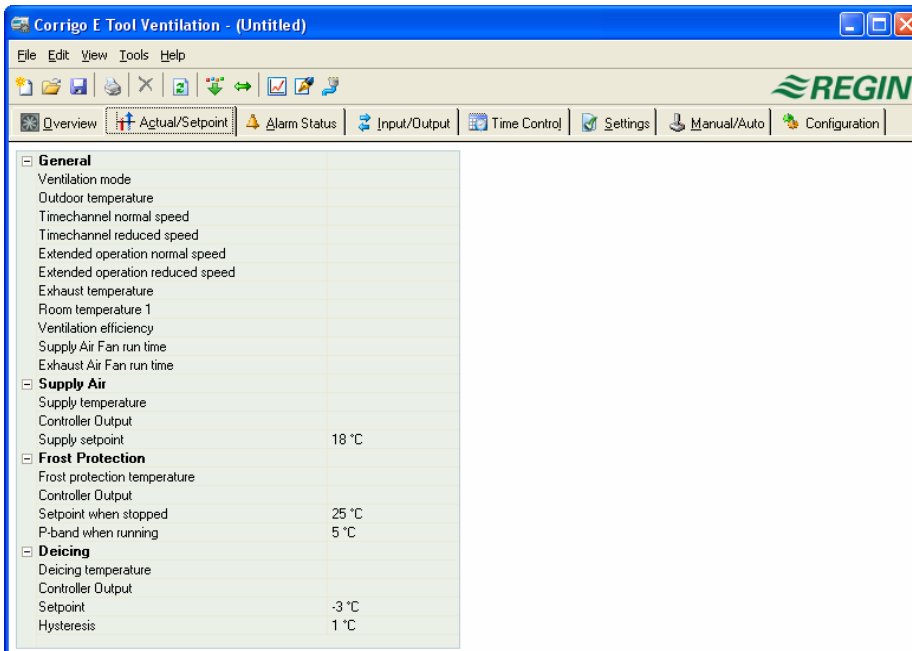 Corrigo E Tool Ventilation - (Untitled)
File Edit View Tools Help
REGIN
Overview Actual/Setpoint Alarm Status Input/Output Time Control Settings Manual/Auto Configuration
General
Ventilation mode
Outdoor temperature
Timechannel normal speed
Timechannel reduced speed
Extended operation normal speed
Extended operation reduced speed
Exhaust temperature
Room temperature 1
Ventilation efficiency
Supply Air Fan run time
Exhaust Air Fan run time
Supply Air
Supply temperature
Controller Output
Supply setpoint 18 °C
Frost Protection
Frost protection temperature
Controller Output
Setpoint when stopped 25 °C
P-band when running 5 °C
Deicing
Deicing temperature
Controller Output
Setpoint -3 °C
Hysteresis 1 °C